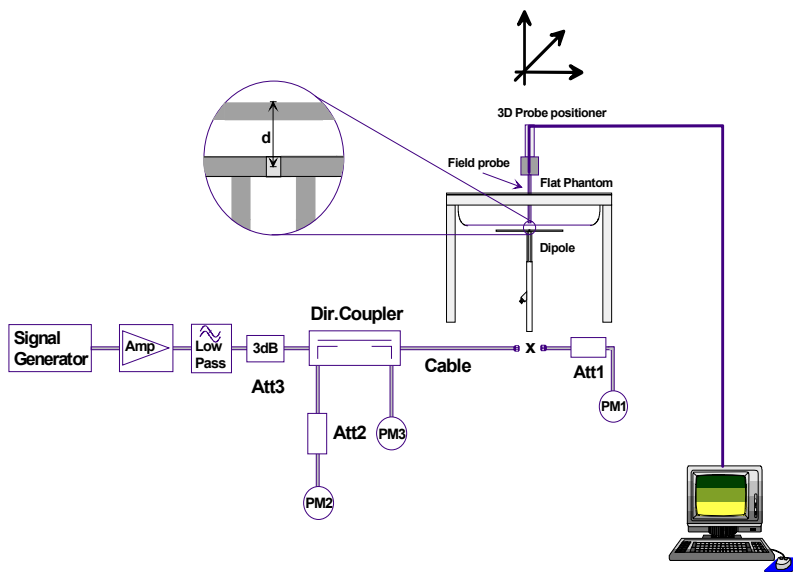 3D Probe positioner
d
Field probe
Flat Phantom
Dipole
Dir.Coupler
Signal
Generator
Amp
Low
Pass
3dB
Cable
x
Att1
Att3
PM1
Att2
PM3
PM2